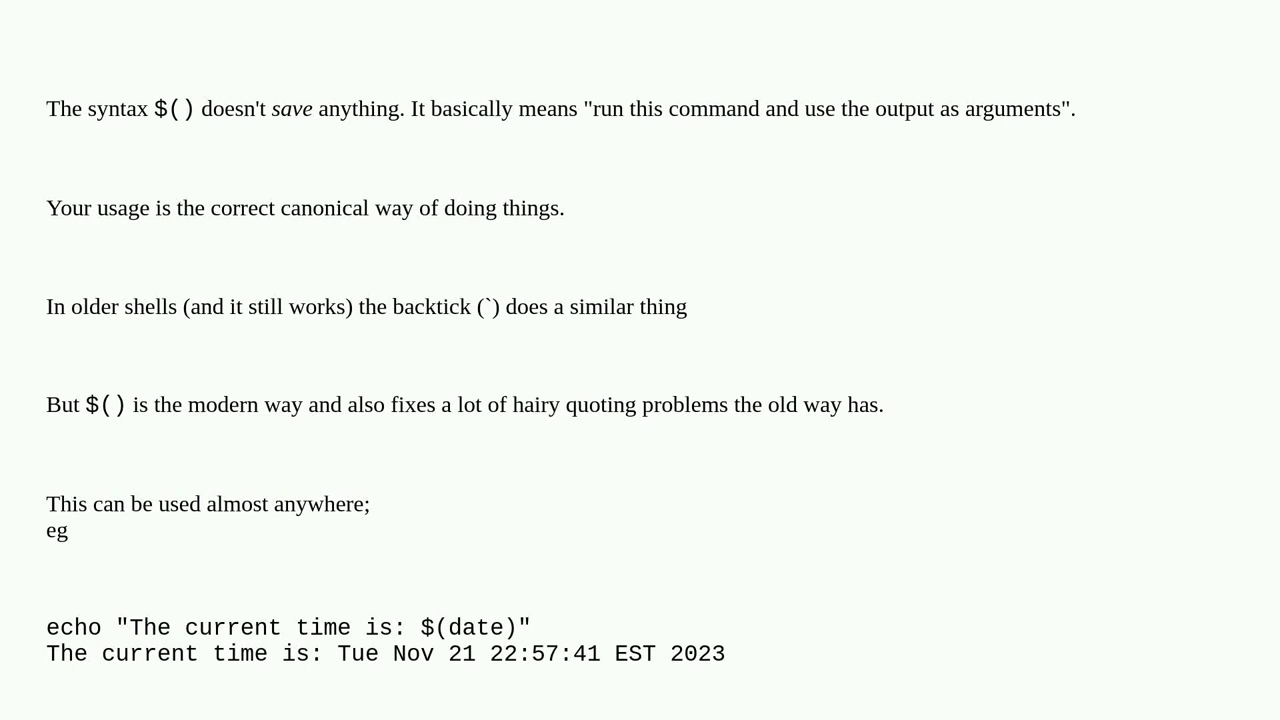 The syntax $() doesn't save anything. It basically means "run this command and use the output as arguments".
Your usage is the correct canonical way of doing things.
In older shells (and it still works) the backtick (`) does a similar thing
But $() is the modern way and also fixes a lot of hairy quoting problems the old way has.
This can be used almost anywhere;
eg
echo "The current time is: $(date)"
The current time is: Tue Nov 21 22:57:41 EST 2023